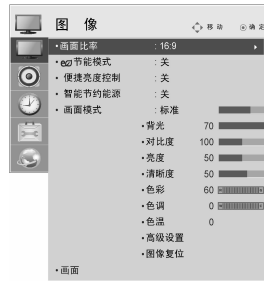 图 像 移 动 确 定
·画面比率 : 16:9
·节能模式 : 关
·便捷亮度控制 : 关
·智能节约能源 : 关
·画面模式 : 标准
·背光 70
·对比度 100
·亮度 50
·清晰度 50
·色彩 60
·色调 0
·色温 0
·高级设置
·图像复位
·画面